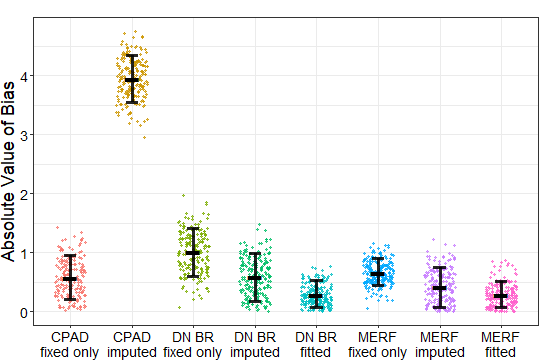 Absolute Value of Bias
4
3
2
1
0
CPAD fixed only
CPAD imputed
DN BR fixed only
DN BR imputed
DN BR fitted
MERF fixed only
MERF imputed
MERF fitted